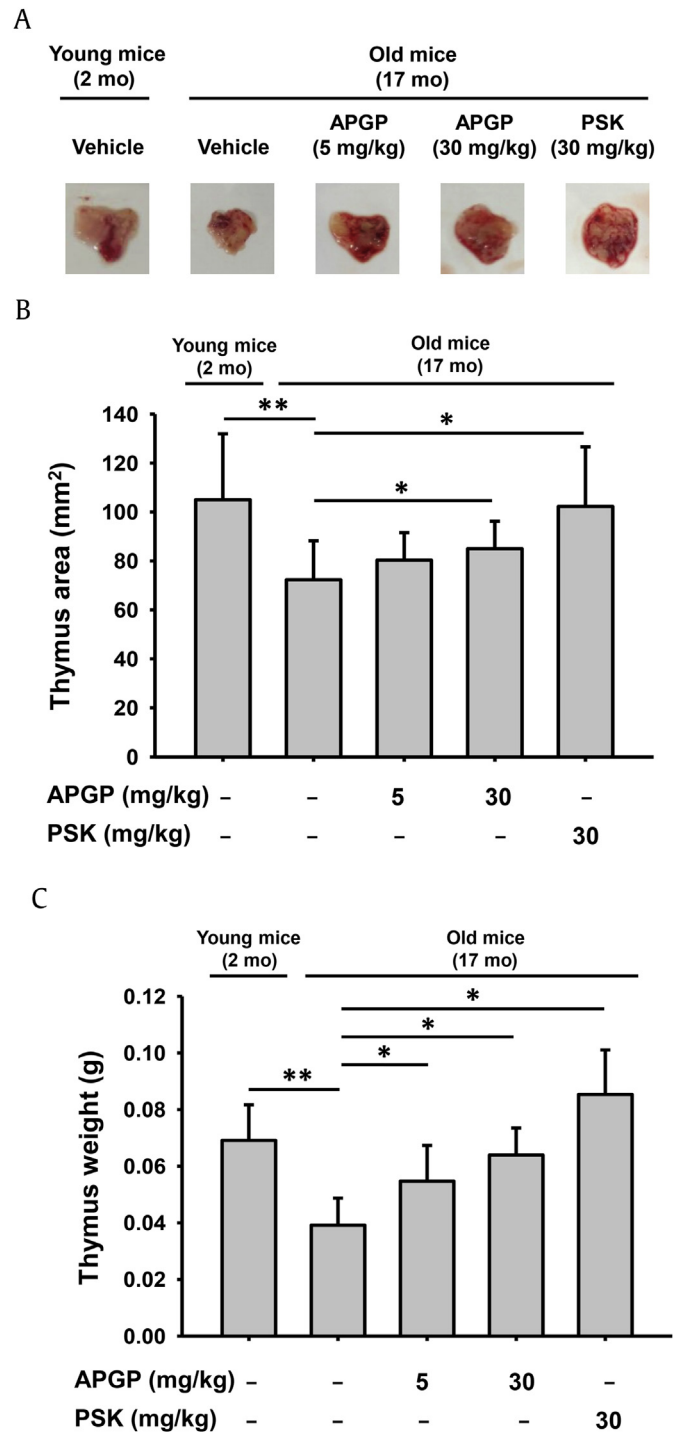 A
Young mice
(2 mo)
Old mice
(17 mo)
Vehicle
Vehicle
APGP
(5 mg/kg)
APGP
(30 mg/kg)
PSK
(30 mg/kg)
B
Young mice
(2 mo)
Old mice
(17 mo)
**
*
*
Thymus area (mm²)
140
120
100
80
60
40
20
0
APGP (mg/kg) – – 5 30 –
PSK (mg/kg) – – – – 30
C
Young mice
(2 mo)
Old mice
(17 mo)
*
*
*
**
Thymus weight (g)
0.12
0.10
0.08
0.06
0.04
0.02
0.00
APGP (mg/kg) – – 5 30 –
PSK (mg/kg) – – – – 30